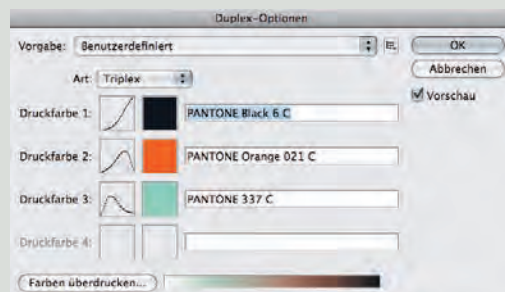 Duplex-Optionen
Vorgabe: Benutzerdefiniert
OK
Art: Triplex
Abbrechen
Vorschau
Druckfarbe 1: PANTONE Black 6 C
Druckfarbe 2: PANTONE Orange 021 C
Druckfarbe 3: PANTONE 337 C
Druckfarbe 4:
Farben überdrucken...